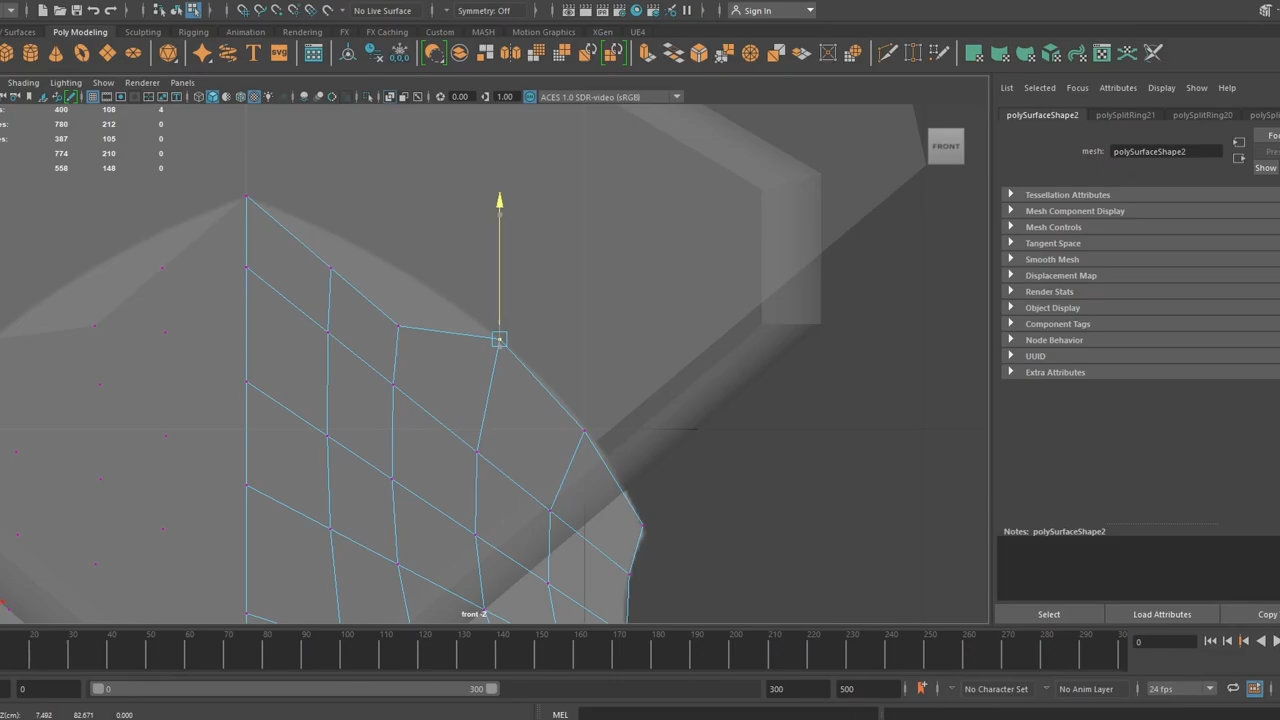 No Live Surface
Symmetry: Off
Sign In
Surfaces
Poly Modeling
Sculpting
Rigging
Animation
Rendering
FX
FX Caching
Custom
MASH
Motion Graphics
XGen
UE4
SVG
Shading
Lighting
Show
Renderer
Panels
List
Selected
Focus
Attributes
Display
Show
Help
0.00
1.00
ACES 1.0 SDR-video (sRGB)
polySurfaceShape2
polySplitRing21
polySplitRing20
polySpl
400 108 4
780 212 0
387 105 0
774 210 0
558 148 0
FRONT
mesh:
polySurfaceShape2
Foc
Pres
Show
Tessellation Attributes
Mesh Component Display
Mesh Controls
Tangent Space
Smooth Mesh
Displacement Map
Render Stats
Object Display
Component Tags
Node Behavior
UUID
Extra Attributes
Notes: polySurfaceShape2
front -Z
Select
Load Attributes
Copy
20 30 40 50 60 70 80 90 100 110 120 130 140 150 160 170 180 190 200 210 220 230 240 250 260 270 280 290 300
0
0
0
300
300
500
No Character Set
No Anim Layer
24 fps
Z(cm): 7.492 82.671 0.000
MEL